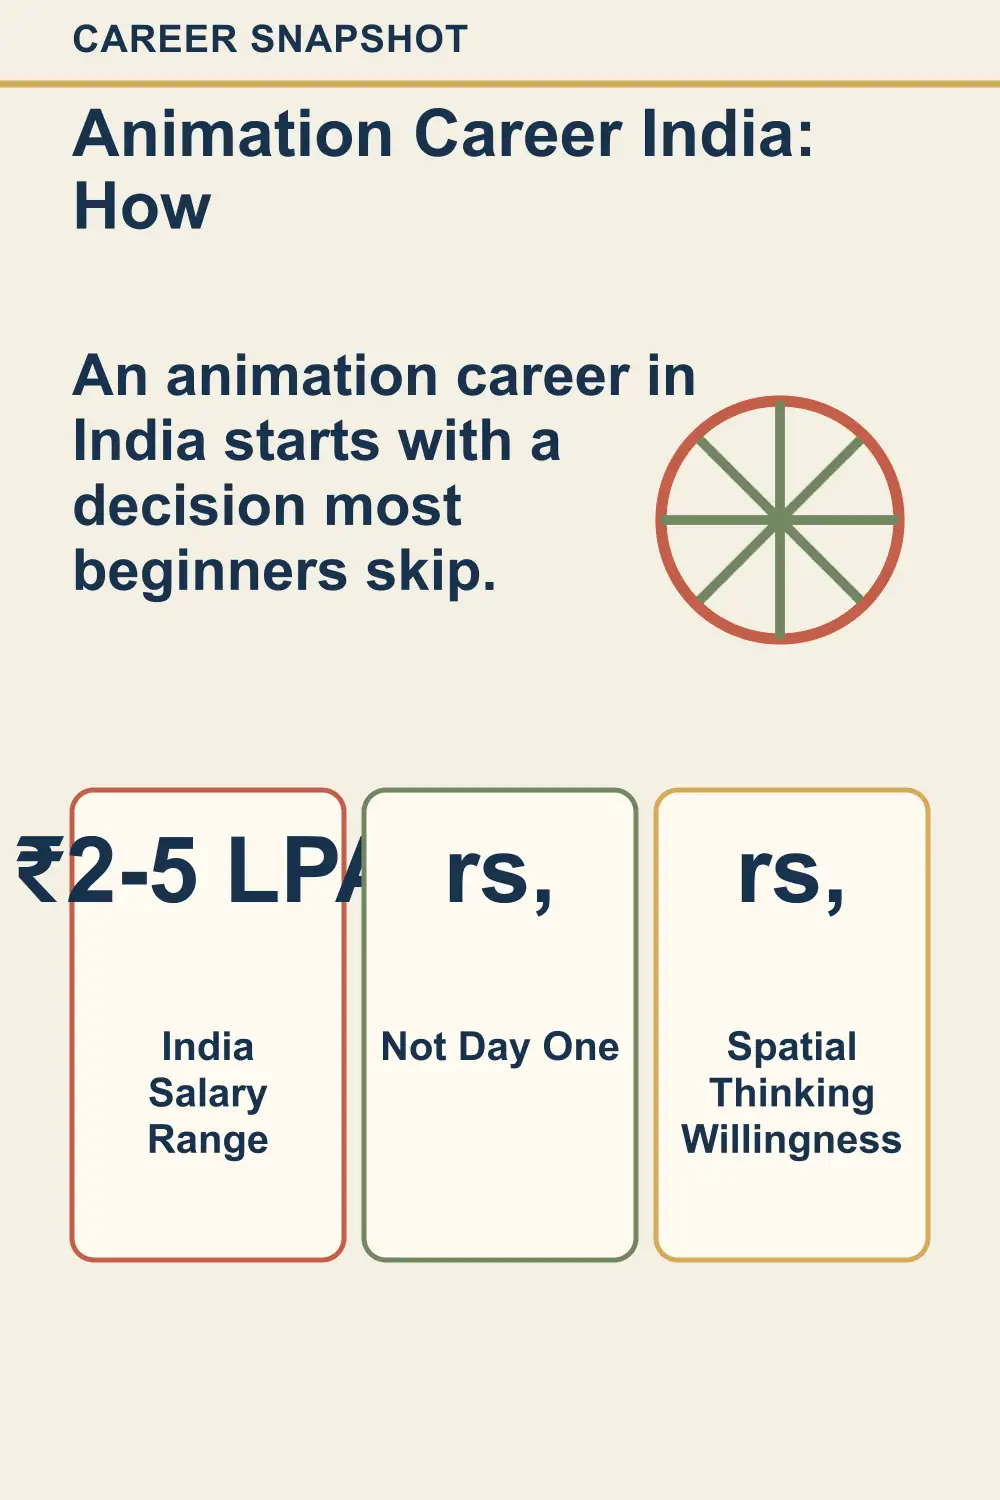 CAREER SNAPSHOT
Animation Career India:
How
An animation career in
India starts with a
decision most
beginners skip.
₹2-5 LPA
rs,
rs,
India
Salary
Range
Not Day One
Spatial
Thinking
Willingness